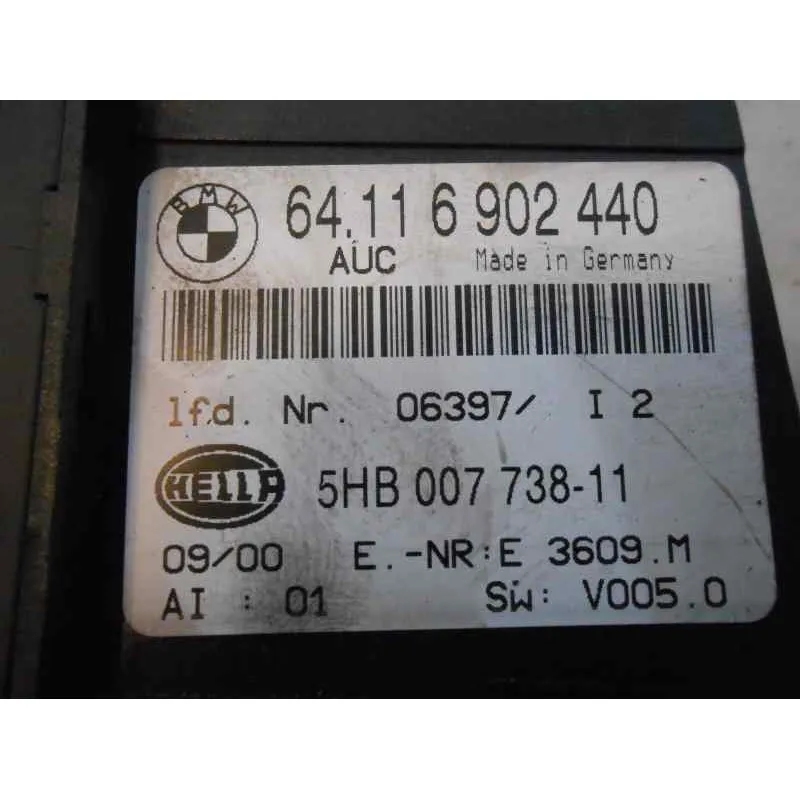 BMW 64.11 6 902 440
AUC Made in Germany
lfd. Nr. 06397/ I 2
HELLA 5HB 007 738-11
09/00 E.-NR:E 3609.M
AI : 01 SW: V005.0